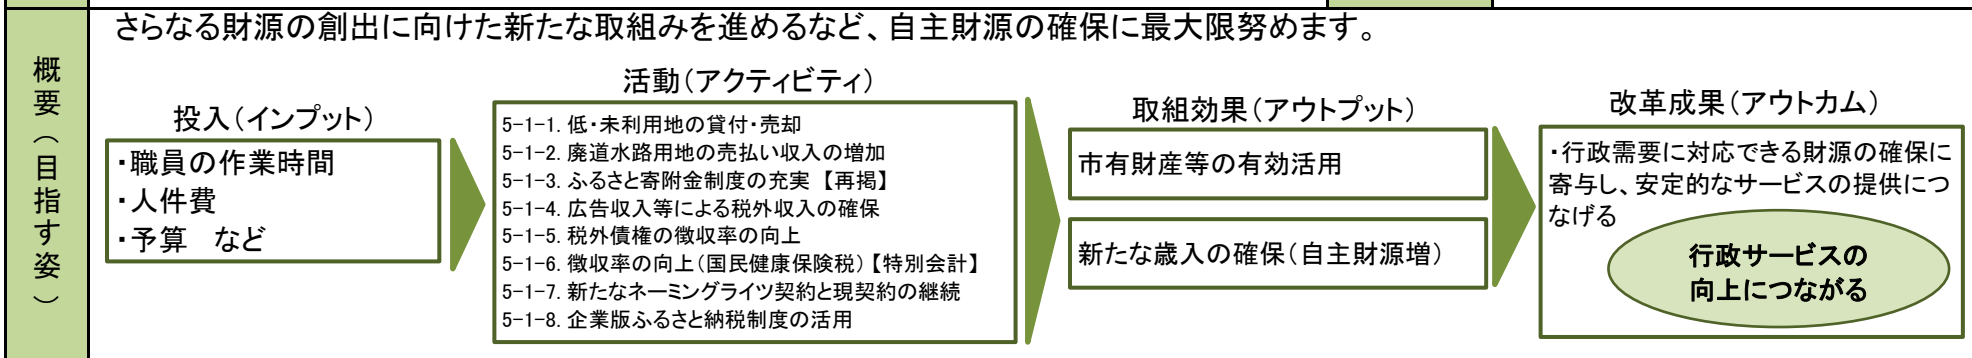 概要（目指す姿）
さらなる財源の創出に向けた新たな取組みを進めるなど、自主財源の確保に最大限努めます。
投入（インプット）
・職員の作業時間
・人件費
・予算　など
活動（アクティビティ）
5-1-1. 低・未利用地の貸付・売却
5-1-2. 廃道水路用地の売払い収入の増加
5-1-3. ふるさと寄附金制度の充実 【再掲】
5-1-4. 広告収入等による税外収入の確保
5-1-5. 税外債権の徴収率の向上
5-1-6. 徴収率の向上（国民健康保険税）【特別会計】
5-1-7. 新たなネーミングライツ契約と現契約の継続
5-1-8. 企業版ふるさと納税制度の活用
取組効果（アウトプット）
市有財産等の有効活用
新たな歳入の確保（自主財源増）
改革成果（アウトカム）
・行政需要に対応できる財源の確保に
寄与し、安定的なサービスの提供につ
なげる
行政サービスの
向上につながる